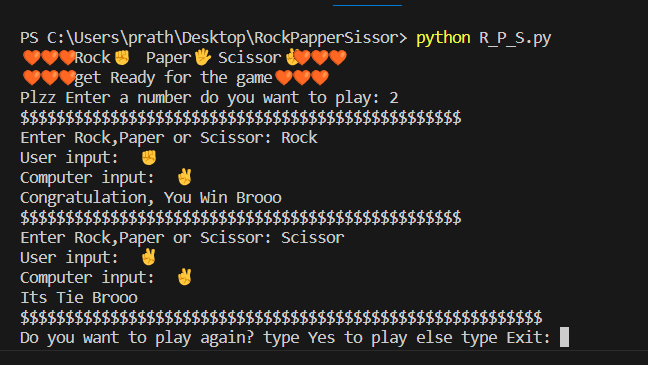 PS C:\Users\prath\Desktop\RockPapperSissor> python R_P_S.py
🧡🧡🧡Rock✊  Paper🖐 Scissor✌🧡🧡🧡
🧡🧡🧡get Ready for the game🧡🧡🧡
Plzz Enter a number do you want to play: 2
$$$$$$$$$$$$$$$$$$$$$$$$$$$$$$$$$$$$$$$$$$$$$$$$$
Enter Rock,Paper or Scissor: Rock
User input:  ✊
Computer input:  ✌
Congratulation, You Win Brooo
$$$$$$$$$$$$$$$$$$$$$$$$$$$$$$$$$$$$$$$$$$$$$$$$$
Enter Rock,Paper or Scissor: Scissor
User input:  ✌
Computer input:  ✌
Its Tie Brooo
$$$$$$$$$$$$$$$$$$$$$$$$$$$$$$$$$$$$$$$$$$$$$$$$$$$$$$$$$$
Do you want to play again? type Yes to play else type Exit: